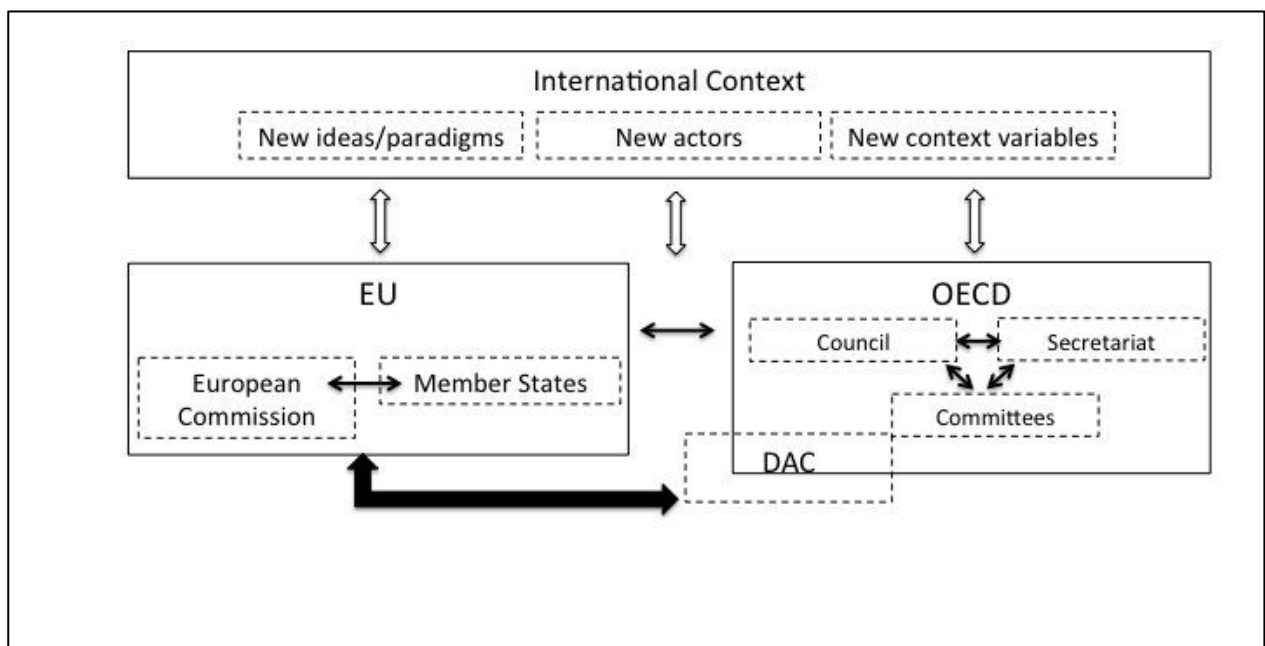 International Context
New ideas/paradigms
New actors
New context variables
EU
European
Commission
Member States
OECD
Council
Secretariat
Committees
DAC